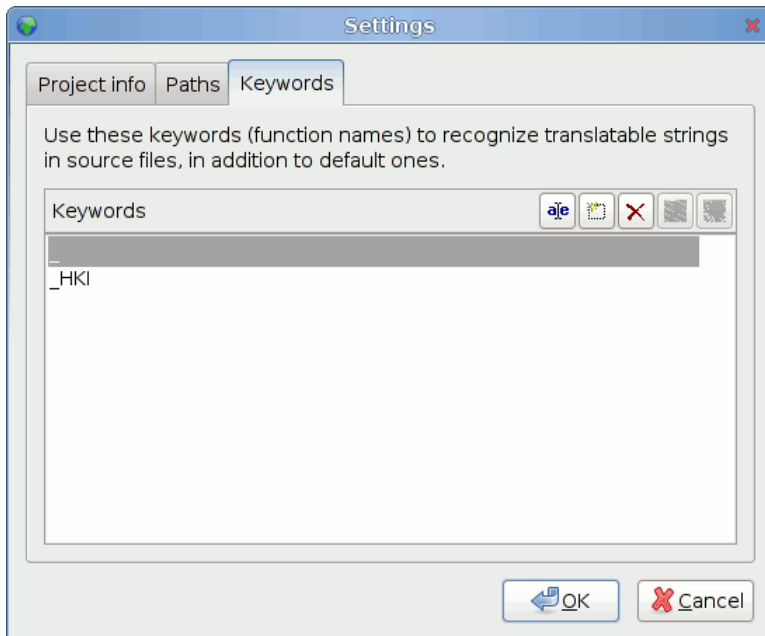 Settings
Project info Paths Keywords
Use these keywords (function names) to recognize translatable strings
in source files, in addition to default ones.
Keywords a|e
_
_HKI
OK Cancel